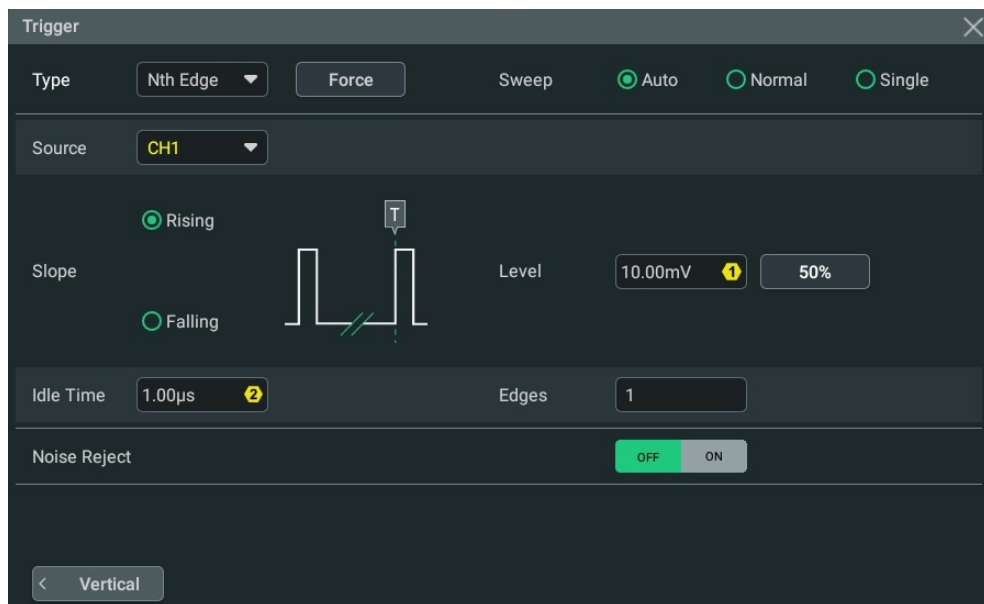 Trigger
Type Nth Edge Force Sweep Auto Normal Single
Source CH1
Rising
T
Slope Level 10.00mV 1 50%
Falling
Idle Time 1.00µs 2 Edges 1
Noise Reject OFF ON
< Vertical